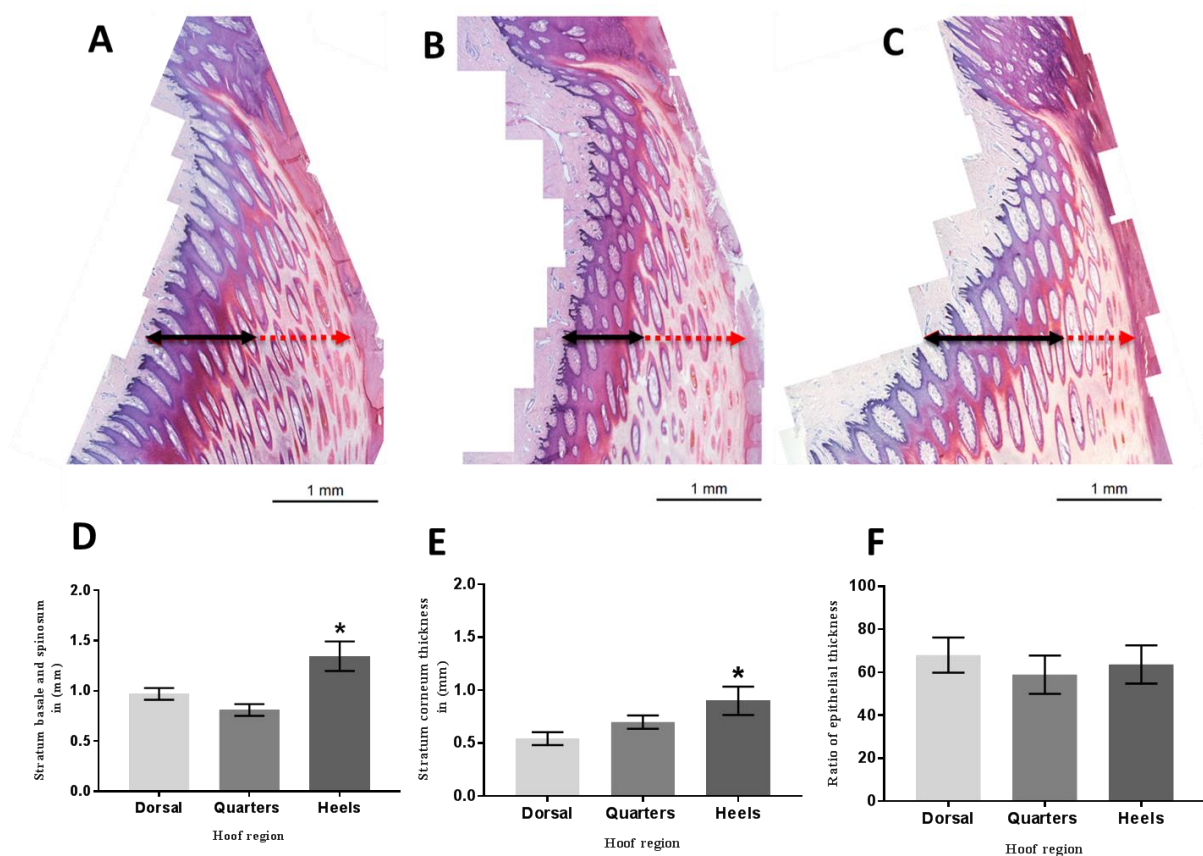 A
B
C
1 mm
1 mm
1 mm
D
Stratum basale and spinosum
in (mm)
2.0
1.5
1.0
0.5
0.0
*
Dorsal
Quarters
Heels
Hoof region
E
Stratum corneum thickness
in (mm)
2.0
1.5
1.0
0.5
0.0
*
Dorsal
Quarters
Heels
Hoof region
F
Ratio of epithelial thickness
100
80
60
40
20
0
Dorsal
Quarters
Heels
Hoof region